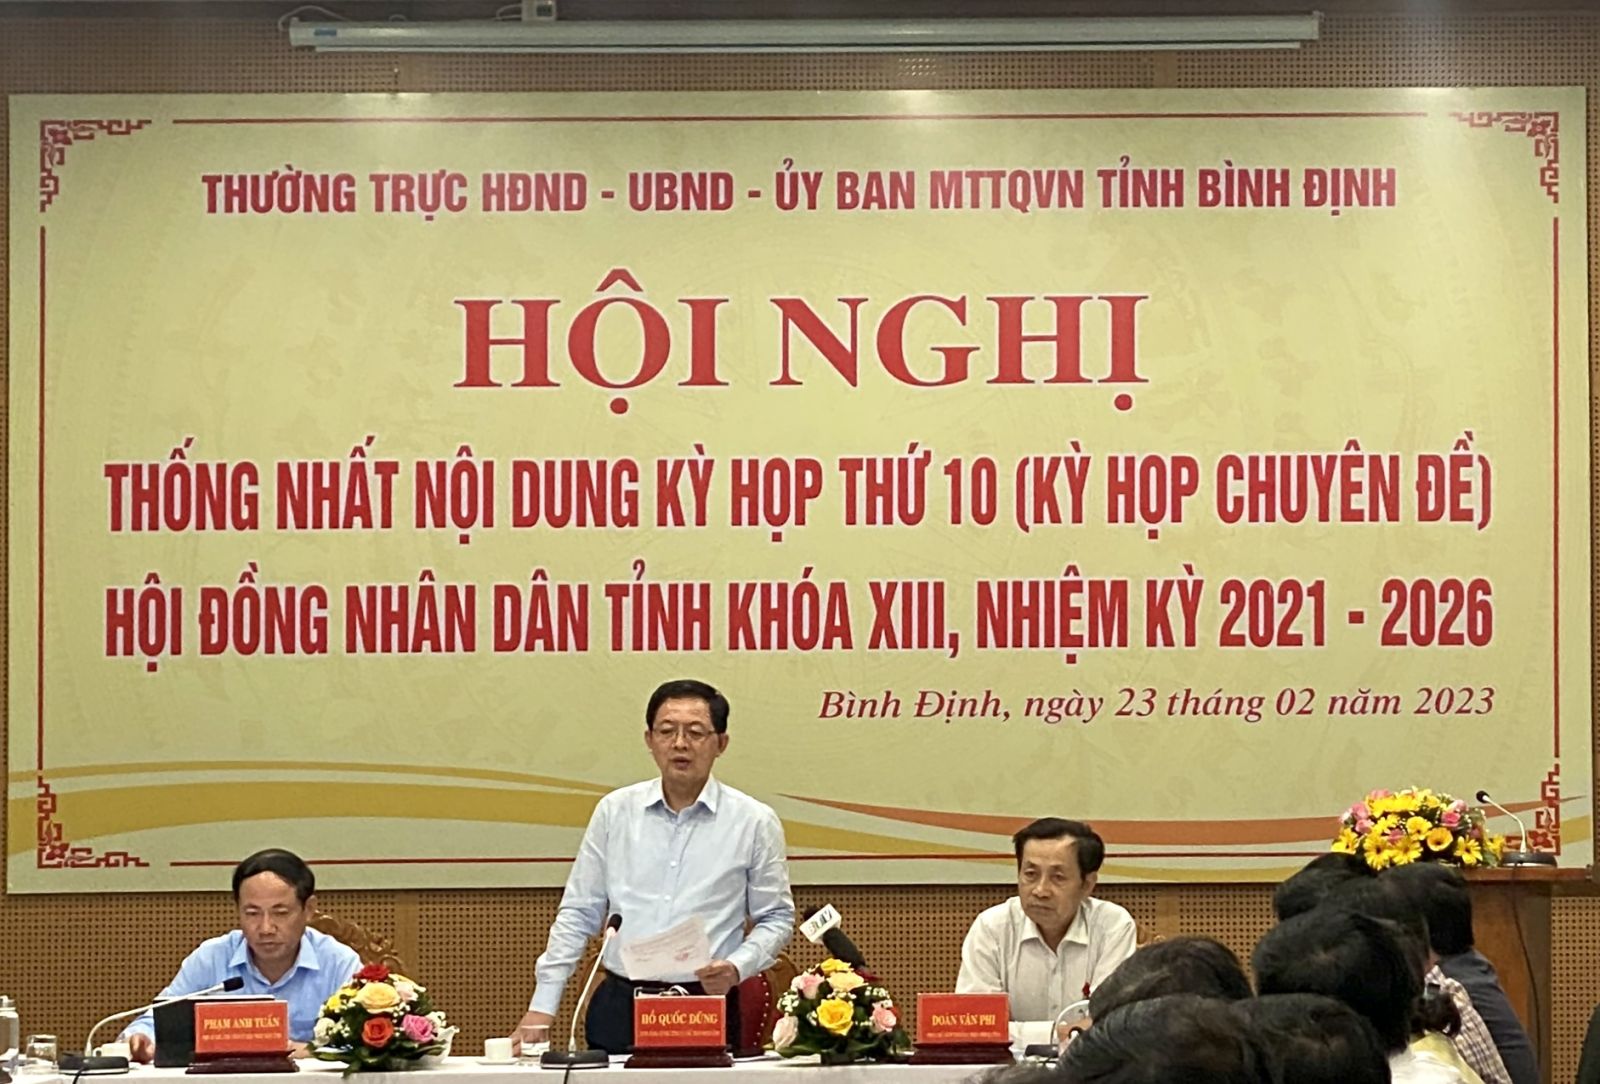 THƯỜNG TRỰC HĐND - UBND - ỦY BAN MTTQVN TỈNH BÌNH ĐỊNH
HỘI NGHỊ
THỐNG NHẤT NỘI DUNG KỲ HỌP THỨ 10 (KỲ HỌP CHUYÊN ĐỀ)
HỘI ĐỒNG NHÂN DÂN TỈNH KHÓA XIII, NHIỆM KỲ 2021 - 2026
Bình Định, ngày 23 tháng 02 năm 2023
PHẠM ANH TUẤN
HỒ QUỐC DŨNG
ĐOÀN VĂN PHI